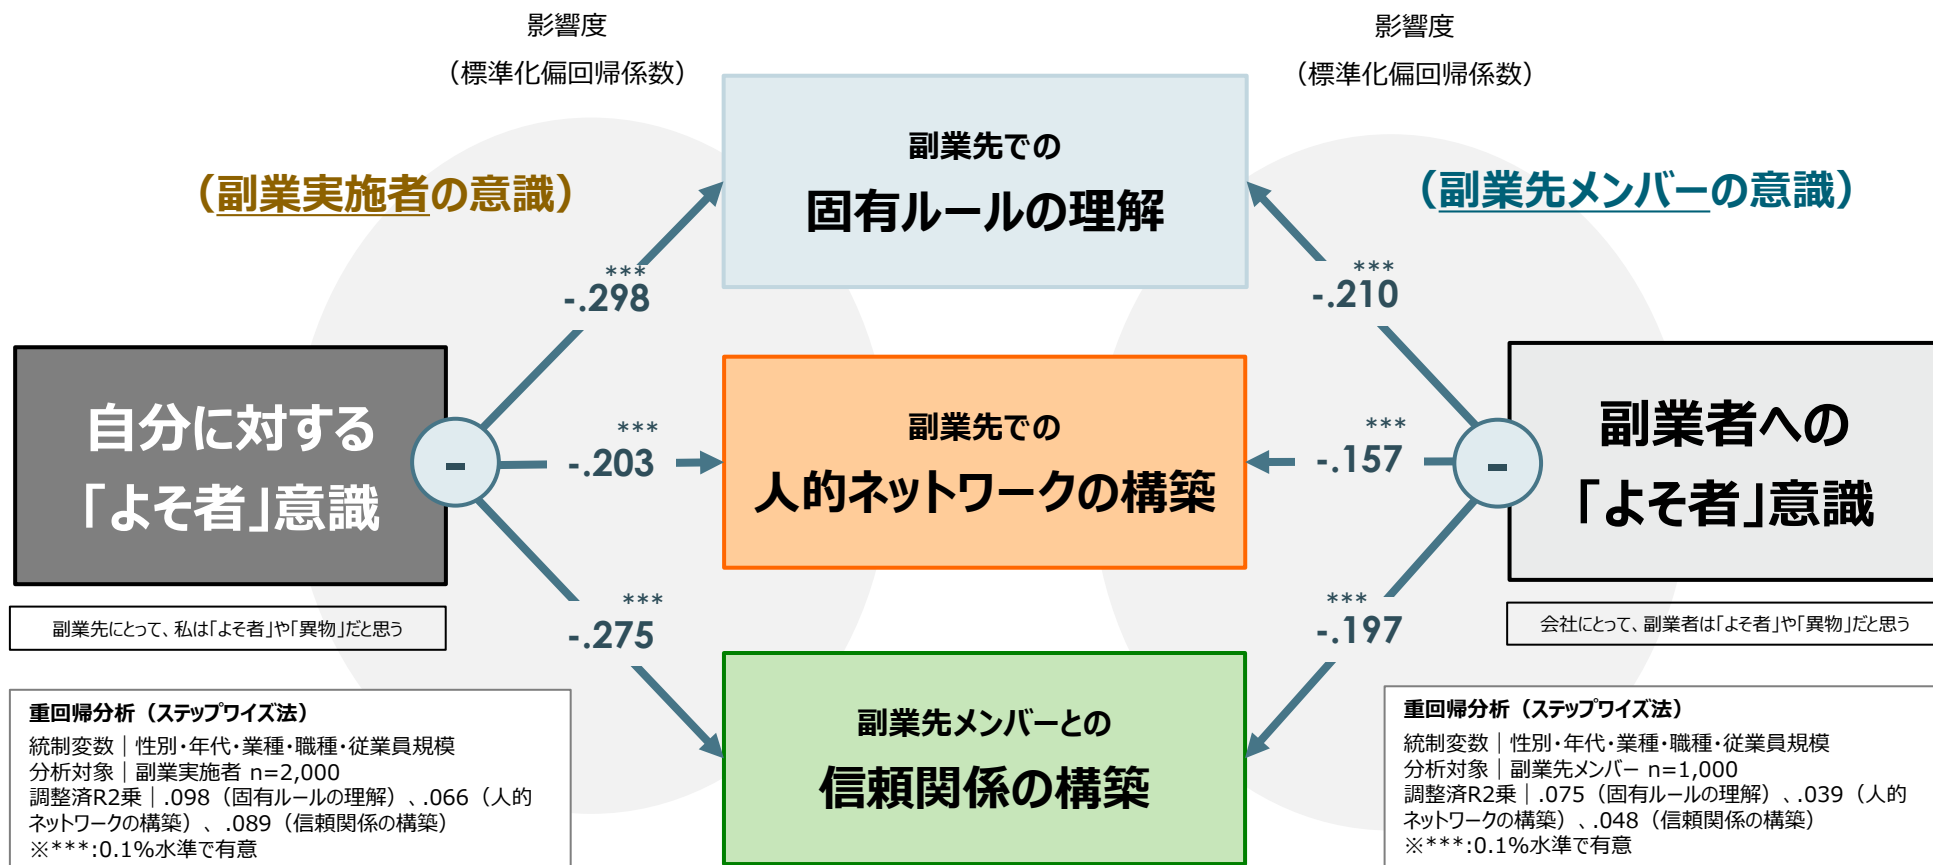 影響度
（標準化偏回帰係数）
影響度
（標準化偏回帰係数）
（副業実施者の意識）
（副業先メンバーの意識）
副業先での
固有ルールの理解
***
-.298
***
-.210
自分に対する
「よそ者」意識
-
***
-.203
副業先での
人的ネットワークの構築
***
-.157
-
副業者への
「よそ者」意識
副業先にとって、私は「よそ者」や「異物」だと思う
***
-.275
***
-.197
会社にとって、副業者は「よそ者」や「異物」だと思う
副業先メンバーとの
信頼関係の構築
重回帰分析（ステップワイズ法）
統制変数｜性別・年代・業種・職種・従業員規模
分析対象｜副業実施者 n=2,000
調整済R2乗｜.098（固有ルールの理解）、.066（人的
ネットワークの構築）、.089（信頼関係の構築）
※***:0.1%水準で有意
重回帰分析（ステップワイズ法）
統制変数｜性別・年代・業種・職種・従業員規模
分析対象｜副業先メンバー n=1,000
調整済R2乗｜.075（固有ルールの理解）、.039（人的
ネットワークの構築）、.048（信頼関係の構築）
※***:0.1%水準で有意